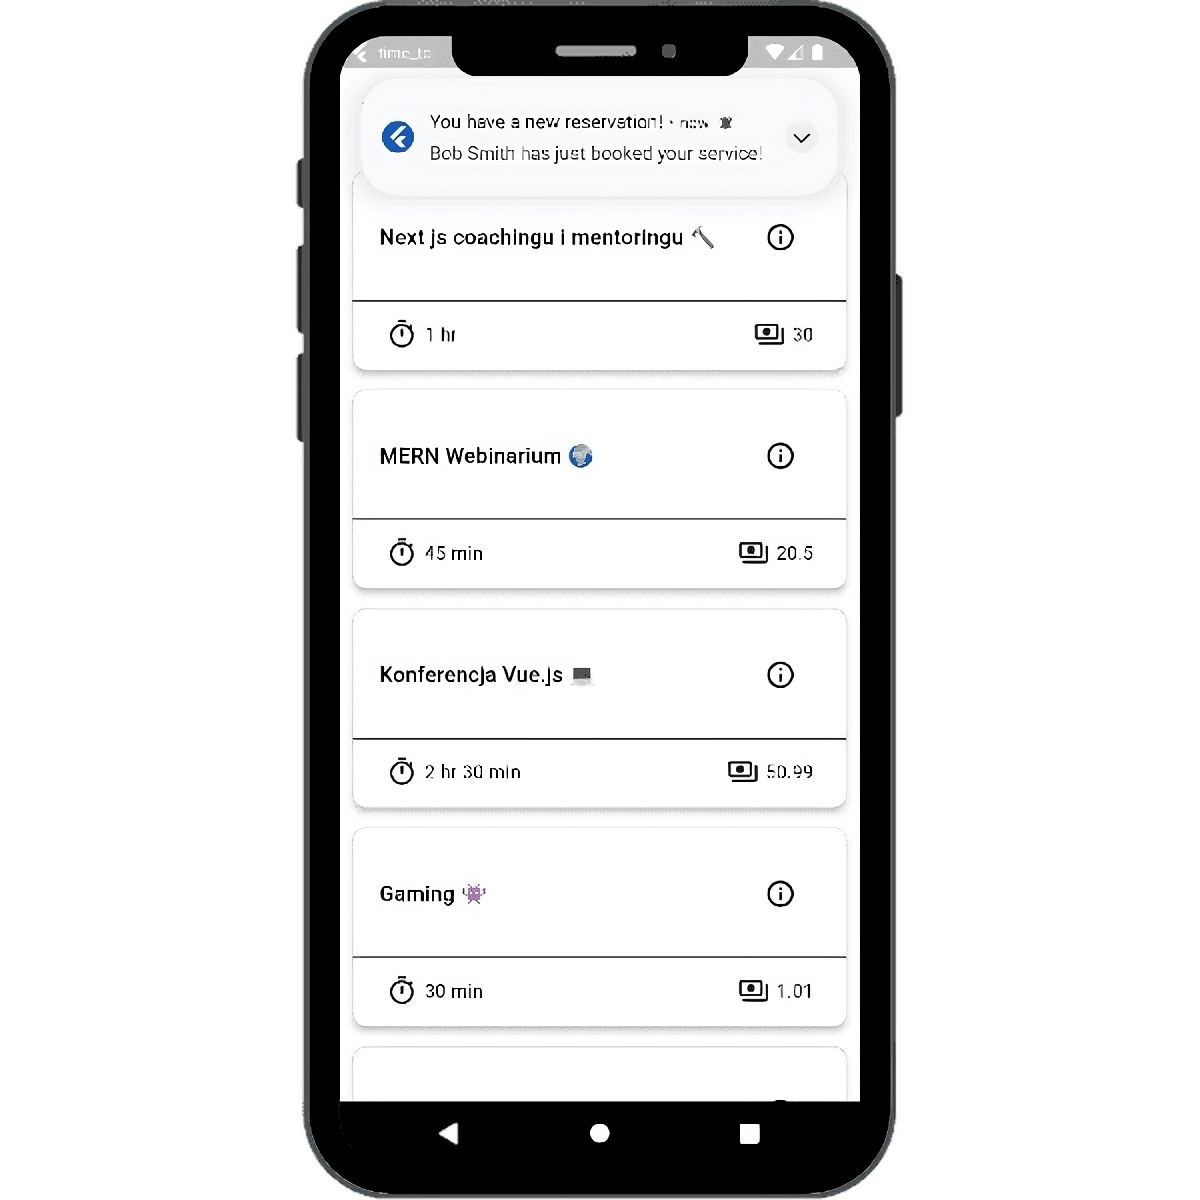 time_to
You have a new reservation! • now
Bob Smith has just booked your service!
Next js coachingu i mentoringu
1 hr
30
MERN Webinarium
45 min
20.5
Konferencja Vue.js
2 hr 30 min
50.99
Gaming
30 min
1.01